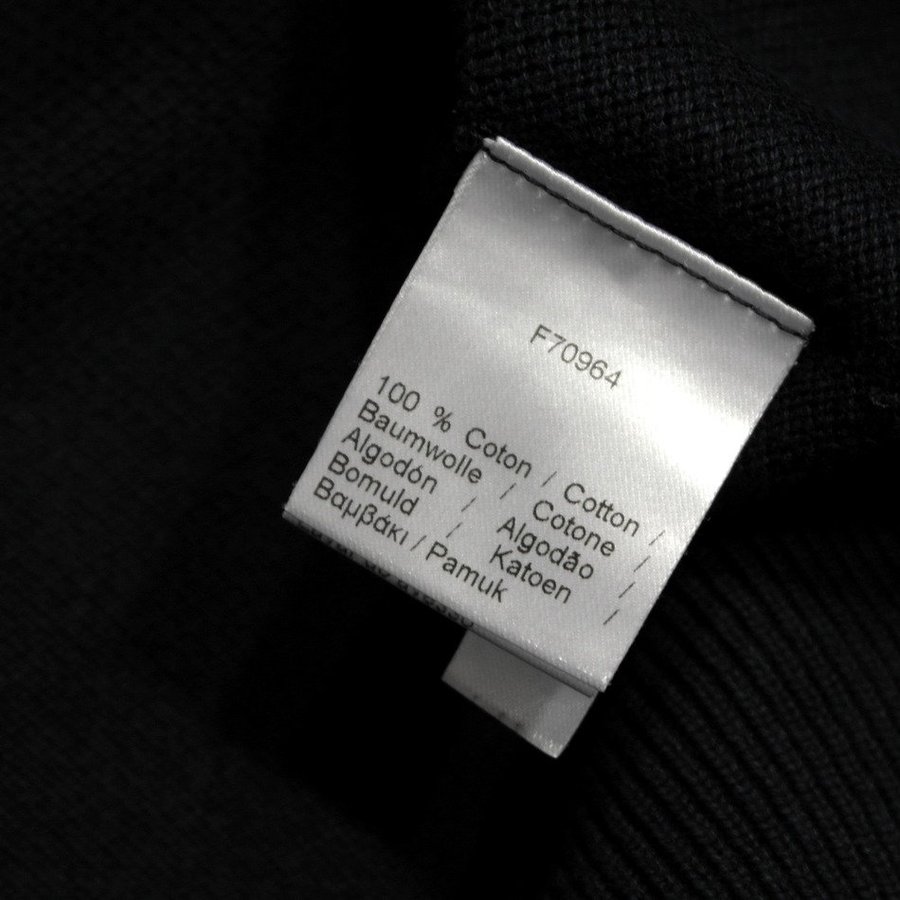 F70964
100 % Coton / Cotton /
Baumwolle / Cotone /
Algodón / Algodão /
Bomuld / Katoen /
Βαμβάκι / Pamuk